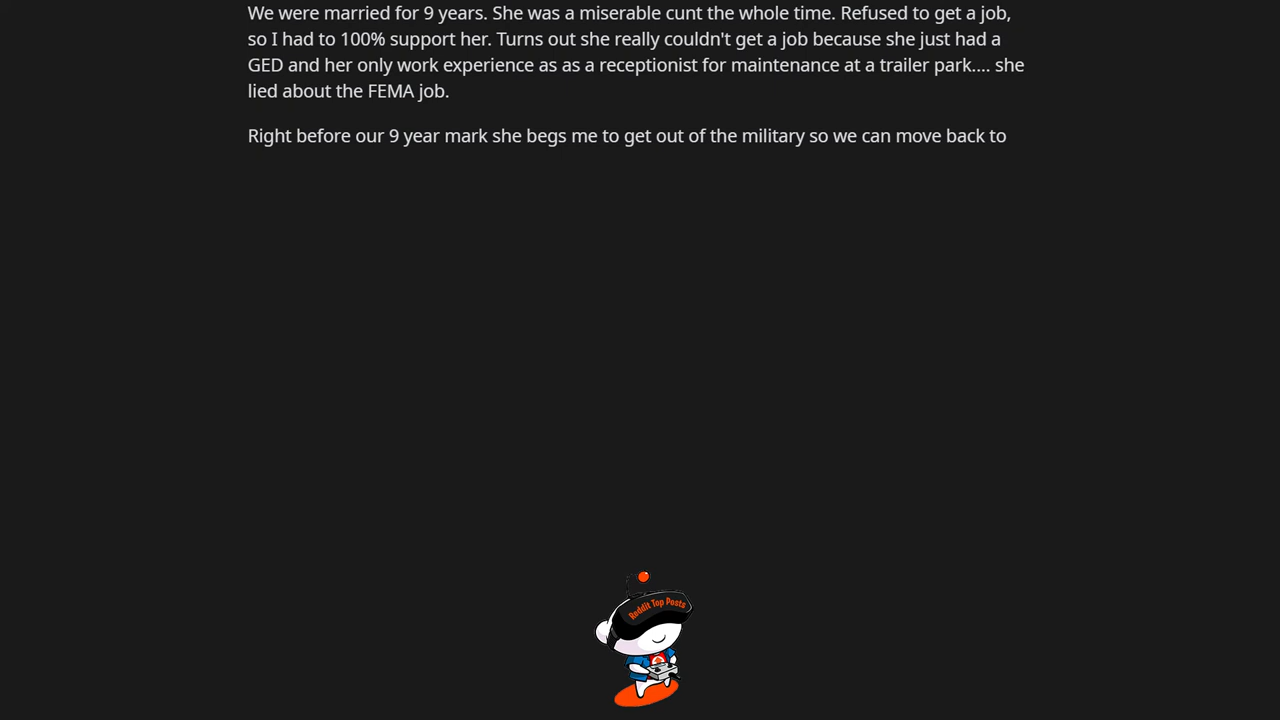 We were married for 9 years. She was a miserable cunt the whole time. Refused to get a job,
so I had to 100% support her. Turns out she really couldn't get a job because she just had a
GED and her only work experience as as a receptionist for maintenance at a trailer park.... she
lied about the FEMA job.
Right before our 9 year mark she begs me to get out of the military so we can move back to
Reddit Top Posts